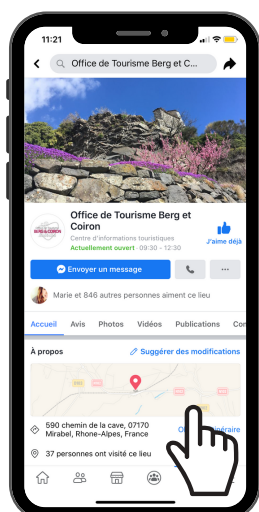 11:21
Office de Tourisme Berg et C...
Office de Tourisme Berg et
Coiron
BERG & COIRON
Centre d'informations touristiques
Actuellement ouvert · 09:30 - 12:30
J'aime déjà
Envoyer un message
Marie et 846 autres personnes aiment ce lieu
Accueil Avis Photos Vidéos Publications Con
À propos
Suggérer des modifications
590 chemin de la cave, 07170
Mirabel, Rhone-Alpes, France
37 personnes ont visité ce lieu